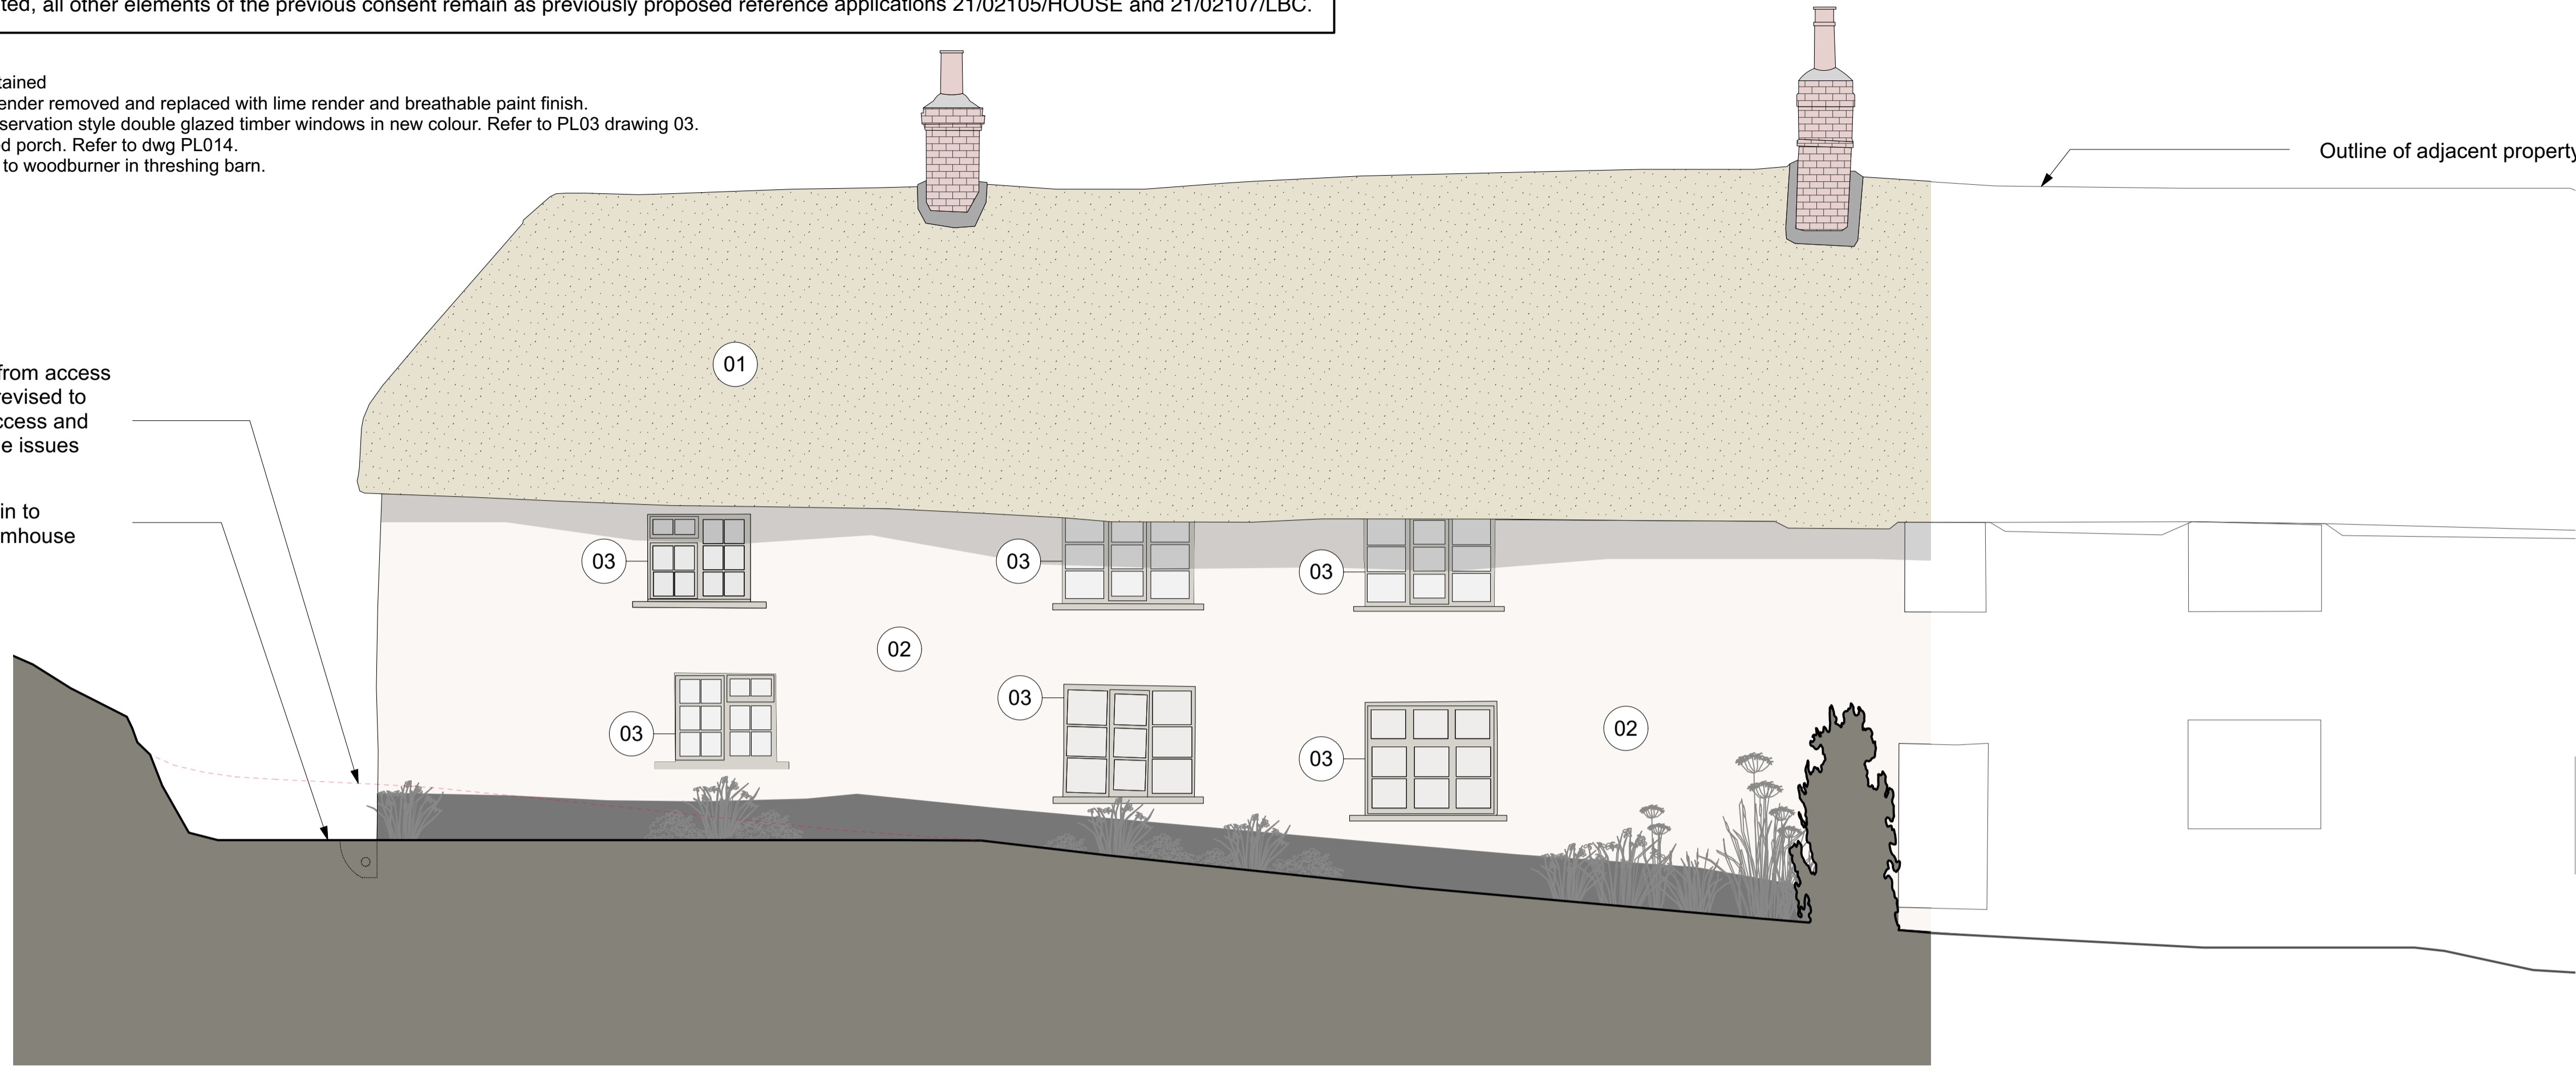 ted, all other elements of the previous consent remain as previously proposed reference applications 21/02105/HOUSE and 21/02107/LBC.
tained
ender removed and replaced with lime render and breathable paint finish.
servation style double glazed timber windows in new colour. Refer to PL03 drawing 03.
d porch. Refer to dwg PL014.
to woodburner in threshing barn.
Outline of adjacent property
01
from access
revised to
ccess and
e issues
in to
mhouse
03
03
03
02
03
03
02
03